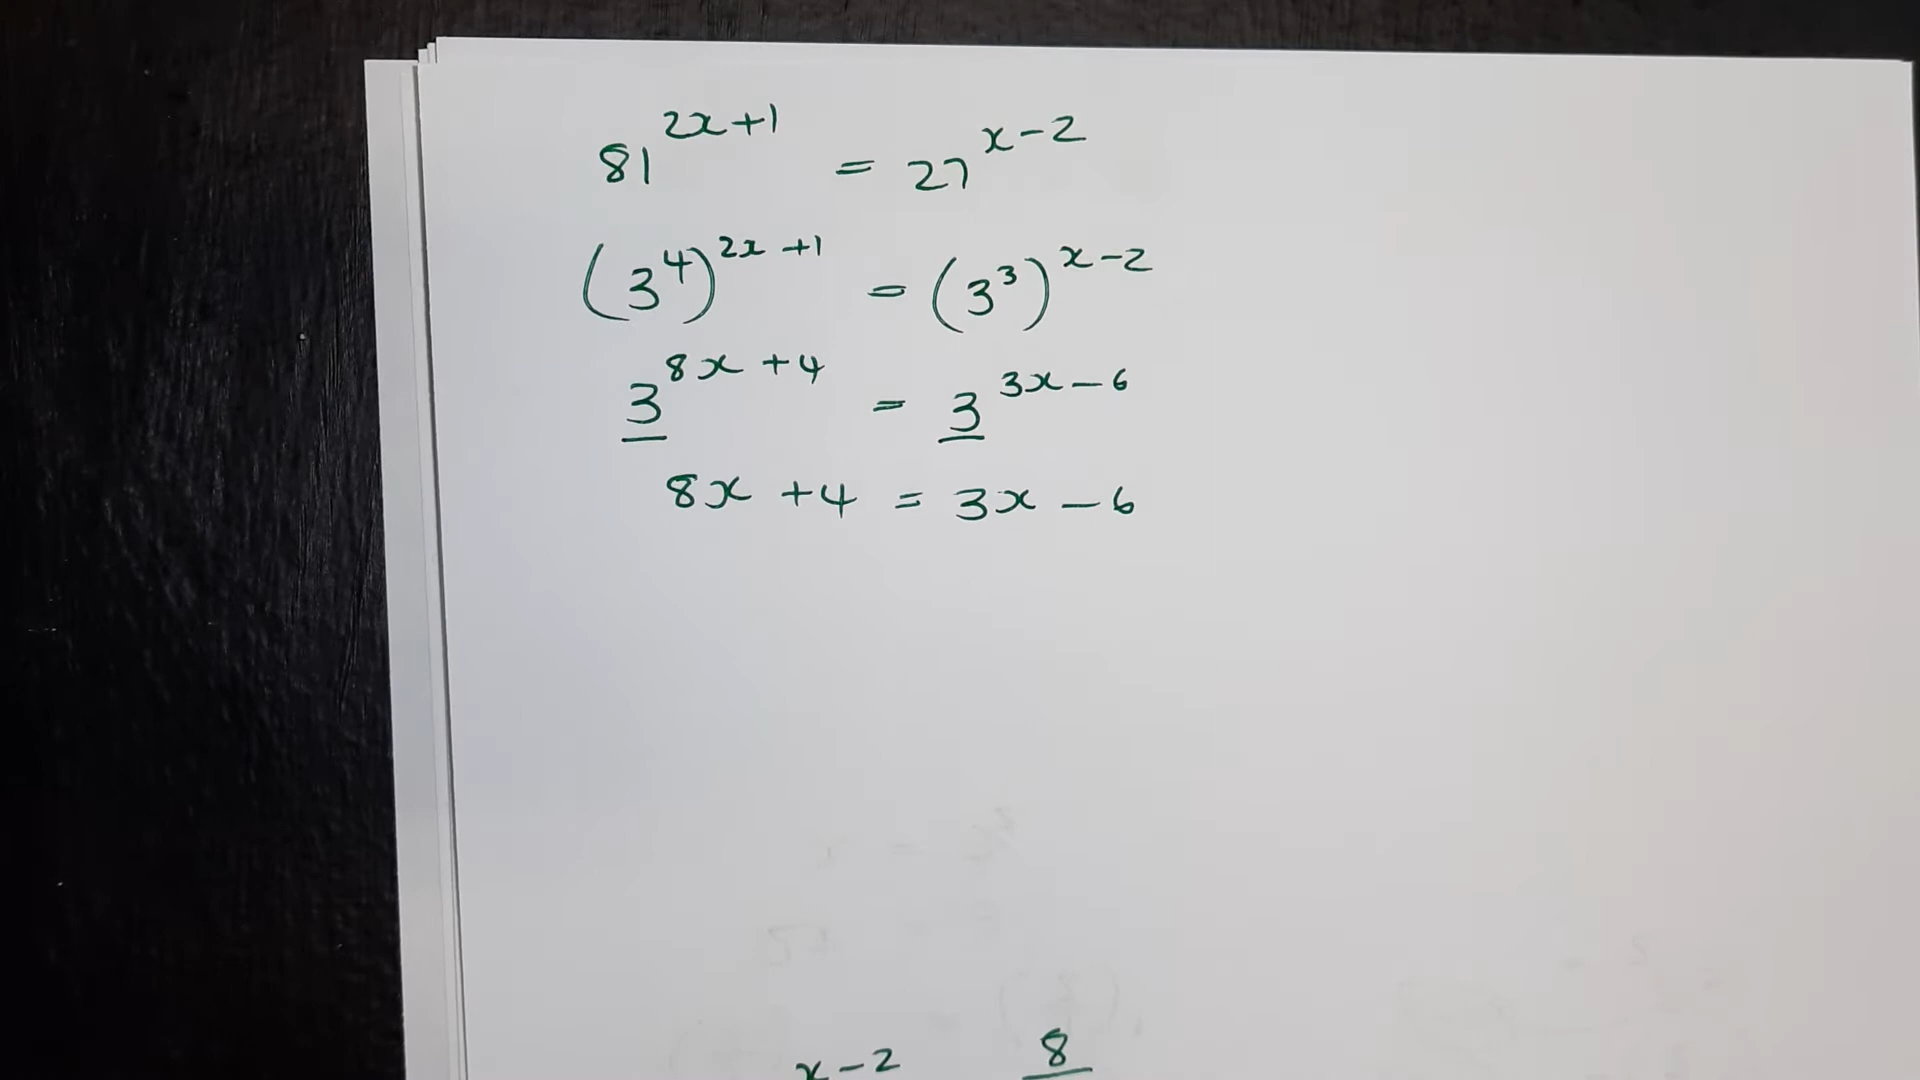 81^{2x+1} = 27^{x-2}
(3^4)^{2x+1} = (3^3)^{x-2}
3^{8x+4} = 3^{3x-6}
8x+4 = 3x-6
x-2 8